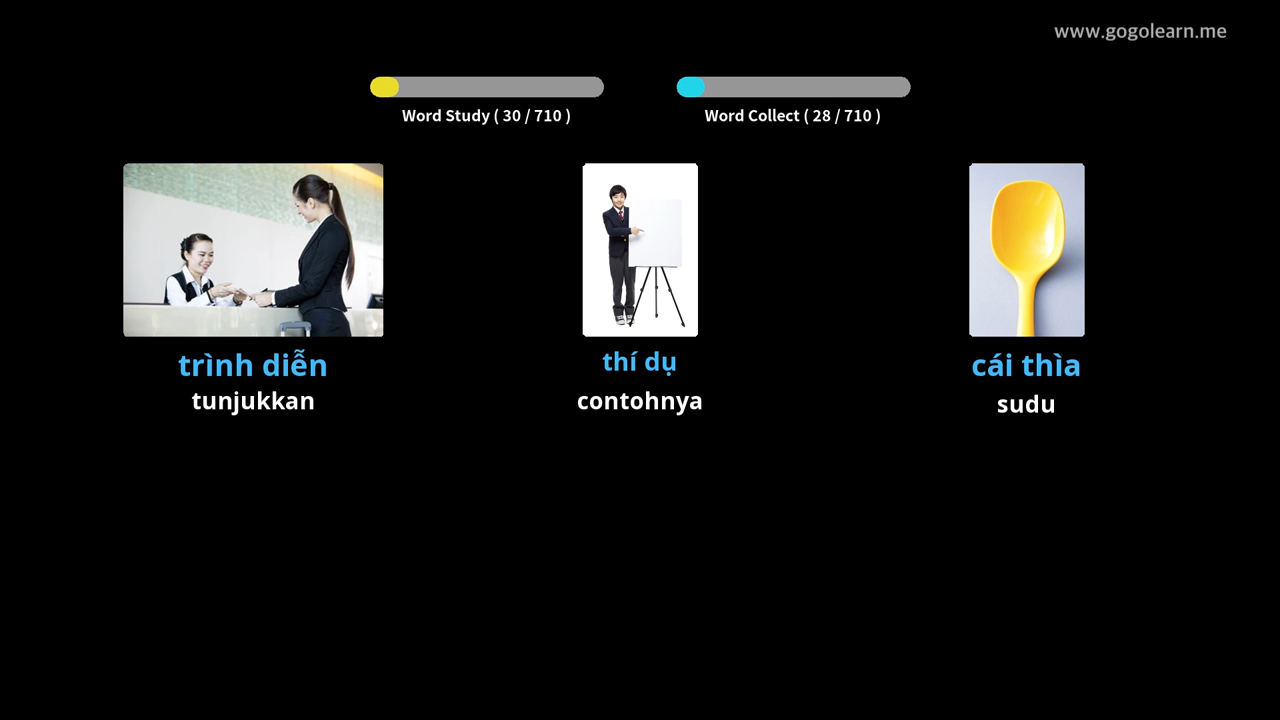 www.gogolearn.me
Word Study ( 30 / 710 )
Word Collect ( 28 / 710 )
trình diễn
tunjukkan
thí dụ
contohnya
cái thìa
sudu